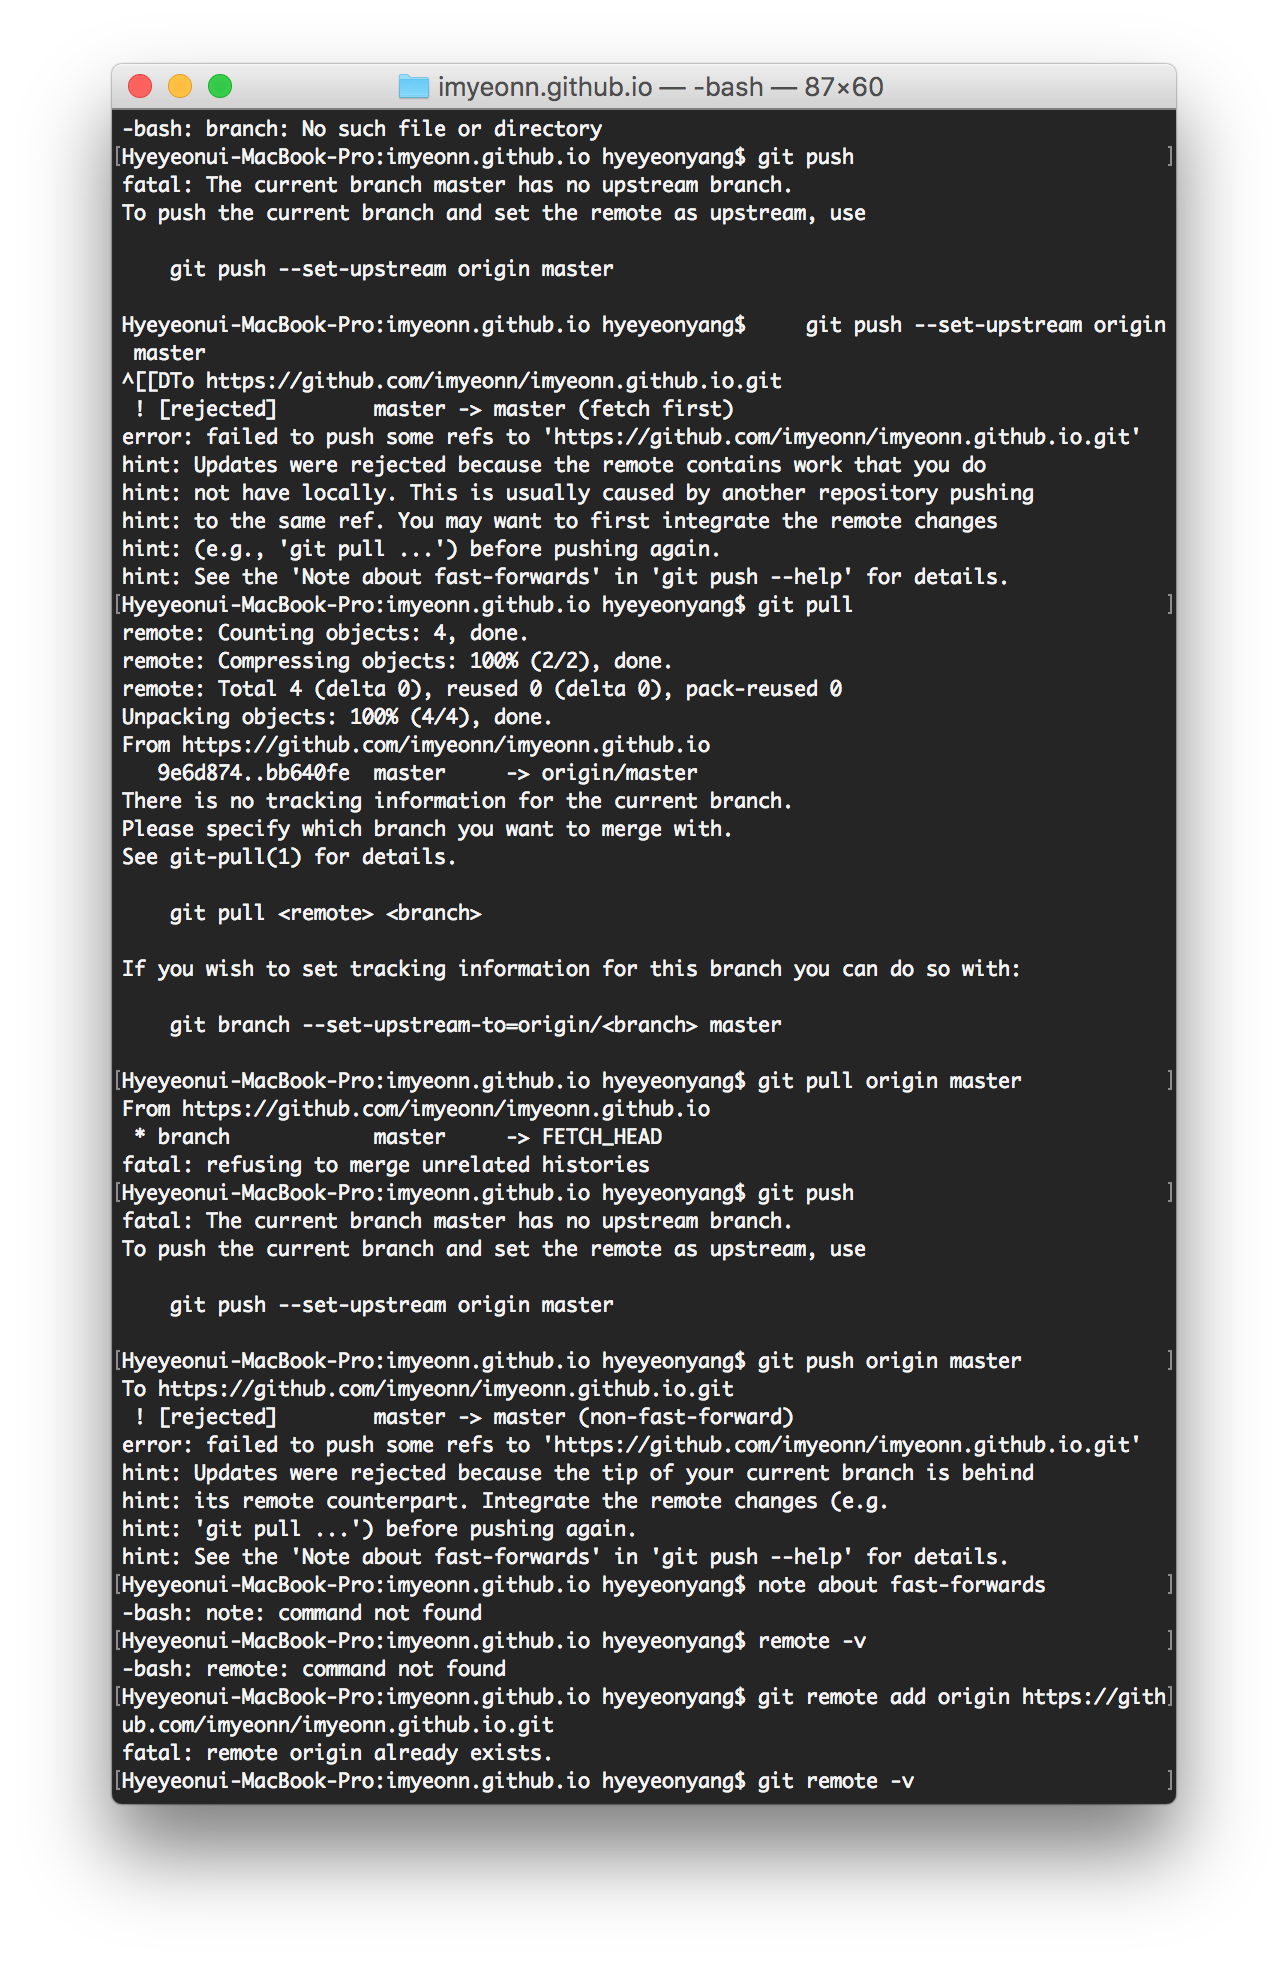 imyeonn.github.io — -bash — 87×60
-bash: branch: No such file or directory
[Hyeyeonui-MacBook-Pro:imyeonn.github.io hyeyeonyang$ git push ]
fatal: The current branch master has no upstream branch.
To push the current branch and set the remote as upstream, use
    git push --set-upstream origin master
Hyeyeonui-MacBook-Pro:imyeonn.github.io hyeyeonyang$     git push --set-upstream origin
 master
^[[DTo https://github.com/imyeonn/imyeonn.github.io.git
 ! [rejected]        master -> master (fetch first)
error: failed to push some refs to 'https://github.com/imyeonn/imyeonn.github.io.git'
hint: Updates were rejected because the remote contains work that you do
hint: not have locally. This is usually caused by another repository pushing
hint: to the same ref. You may want to first integrate the remote changes
hint: (e.g., 'git pull ...') before pushing again.
hint: See the 'Note about fast-forwards' in 'git push --help' for details.
[Hyeyeonui-MacBook-Pro:imyeonn.github.io hyeyeonyang$ git pull ]
remote: Counting objects: 4, done.
remote: Compressing objects: 100% (2/2), done.
remote: Total 4 (delta 0), reused 0 (delta 0), pack-reused 0
Unpacking objects: 100% (4/4), done.
From https://github.com/imyeonn/imyeonn.github.io
   9e6d874..bb640fe  master     -> origin/master
There is no tracking information for the current branch.
Please specify which branch you want to merge with.
See git-pull(1) for details.
    git pull <remote> <branch>
If you wish to set tracking information for this branch you can do so with:
    git branch --set-upstream-to=origin/<branch> master
[Hyeyeonui-MacBook-Pro:imyeonn.github.io hyeyeonyang$ git pull origin master ]
From https://github.com/imyeonn/imyeonn.github.io
 * branch            master     -> FETCH_HEAD
fatal: refusing to merge unrelated histories
[Hyeyeonui-MacBook-Pro:imyeonn.github.io hyeyeonyang$ git push ]
fatal: The current branch master has no upstream branch.
To push the current branch and set the remote as upstream, use
    git push --set-upstream origin master
[Hyeyeonui-MacBook-Pro:imyeonn.github.io hyeyeonyang$ git push origin master ]
To https://github.com/imyeonn/imyeonn.github.io.git
 ! [rejected]        master -> master (non-fast-forward)
error: failed to push some refs to 'https://github.com/imyeonn/imyeonn.github.io.git'
hint: Updates were rejected because the tip of your current branch is behind
hint: its remote counterpart. Integrate the remote changes (e.g.
hint: 'git pull ...') before pushing again.
hint: See the 'Note about fast-forwards' in 'git push --help' for details.
[Hyeyeonui-MacBook-Pro:imyeonn.github.io hyeyeonyang$ note about fast-forwards ]
-bash: note: command not found
[Hyeyeonui-MacBook-Pro:imyeonn.github.io hyeyeonyang$ remote -v ]
-bash: remote: command not found
[Hyeyeonui-MacBook-Pro:imyeonn.github.io hyeyeonyang$ git remote add origin https://gith]
ub.com/imyeonn/imyeonn.github.io.git
fatal: remote origin already exists.
[Hyeyeonui-MacBook-Pro:imyeonn.github.io hyeyeonyang$ git remote -v ]